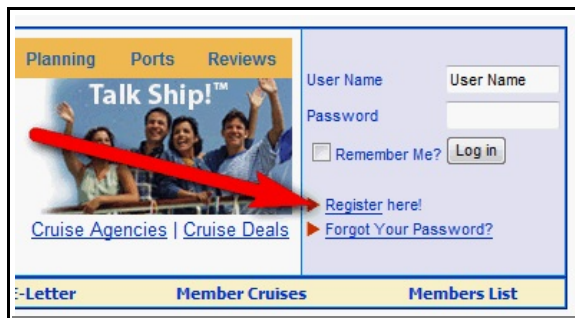 Planning Ports Reviews
Talk Ship!™
User Name User Name
Password
Remember Me? Log in
Register here!
Forgot Your Password?
Cruise Agencies | Cruise Deals
E-Letter Member Cruises Members List